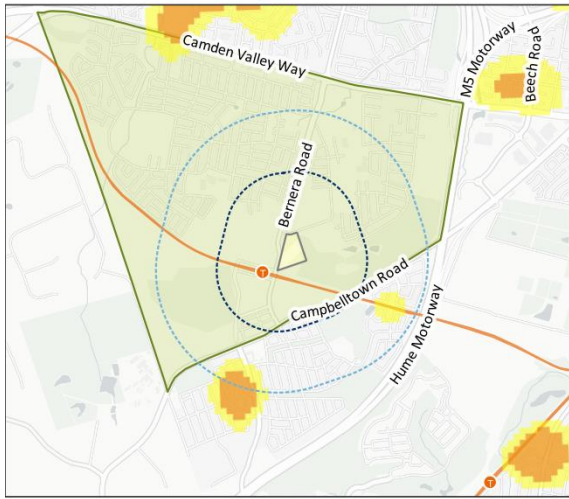 Camden Valley Way
M5 Motorway
Beech Road
Bernera Road
T
Campbelltown Road
Hume Motorway
T